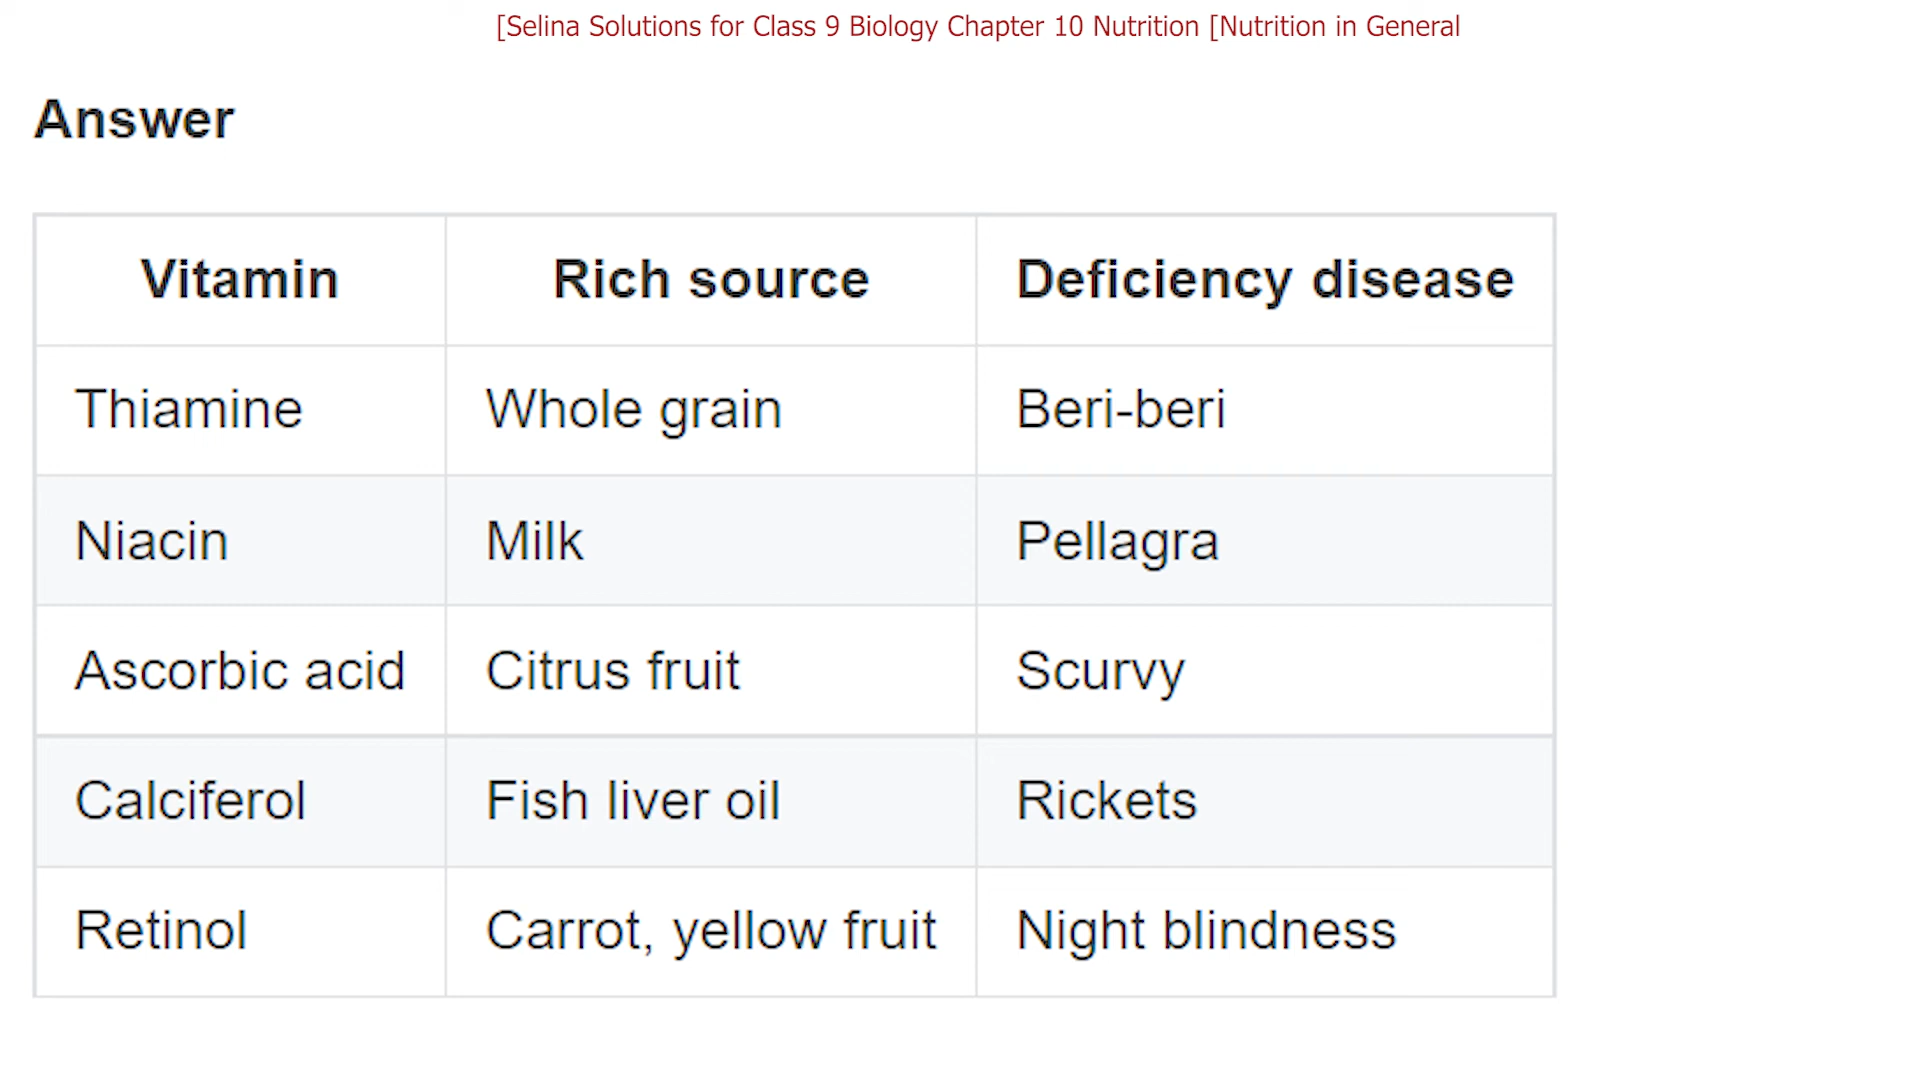 [Selina Solutions for Class 9 Biology Chapter 10 Nutrition [Nutrition in General
Answer
Vitamin Rich source Deficiency disease
Thiamine Whole grain Beri-beri
Niacin Milk Pellagra
Ascorbic acid Citrus fruit Scurvy
Calciferol Fish liver oil Rickets
Retinol Carrot, yellow fruit Night blindness